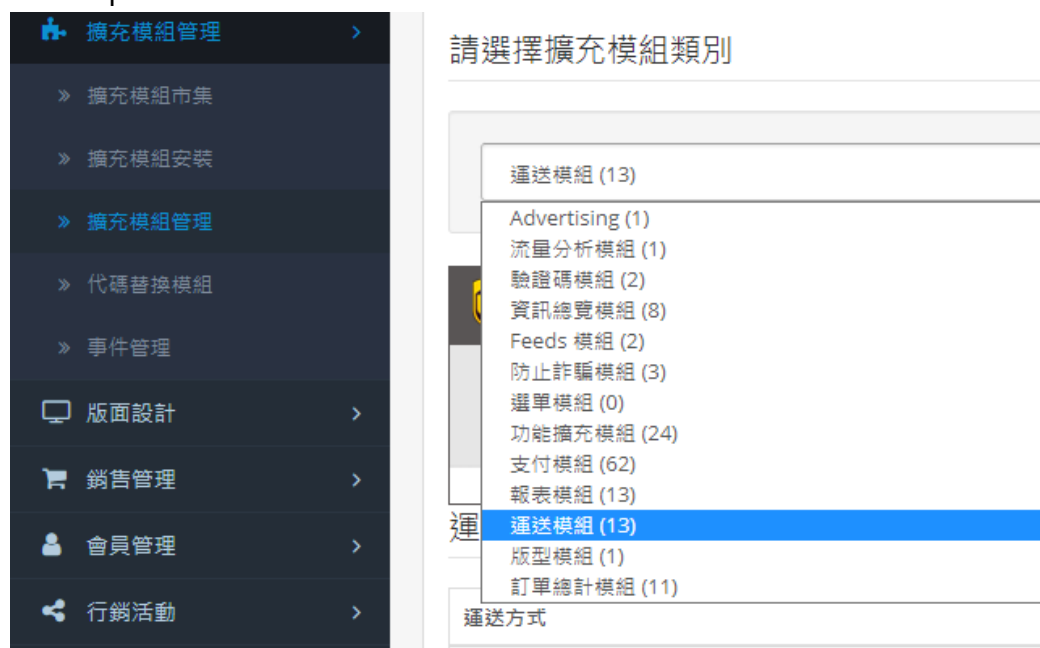 擴充模組管理
擴充模組市集
擴充模組安裝
擴充模組管理
代碼替換模組
事件管理
版面設計
銷售管理
會員管理
行銷活動
請選擇擴充模組類別
運送模組 (13)
Advertising (1)
流量分析模組 (1)
驗證碼模組 (2)
資訊總覽模組 (8)
Feeds 模組 (2)
防止詐騙模組 (3)
選單模組 (0)
功能擴充模組 (24)
支付模組 (62)
報表模組 (13)
運送模組 (13)
版型模組 (1)
訂單總計模組 (11)
運
運送方式